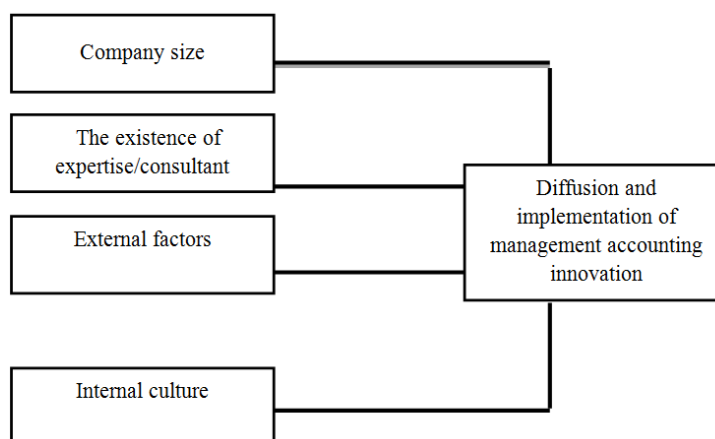 Company size
The existence of
expertise/consultant
External factors
Internal culture
Diffusion and
implementation of
management accounting
innovation